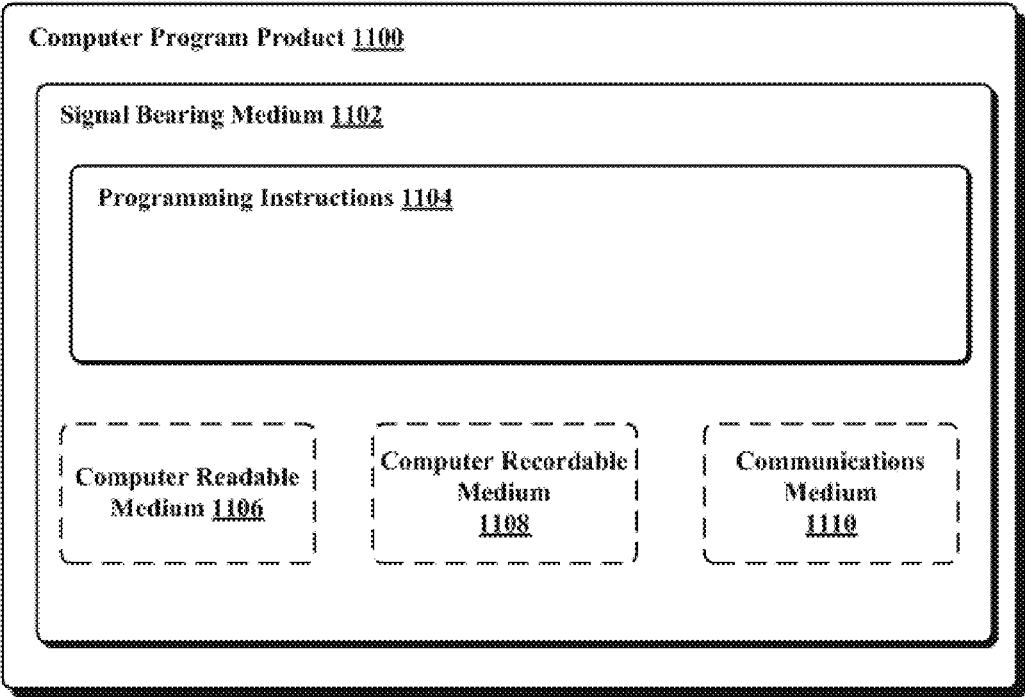 Computer Program Product 1100
Signal Bearing Medium 1102
Programming Instructions 1104
Computer Readable
Medium 1106
Computer Recordable
Medium
1108
Communications
Medium
1110